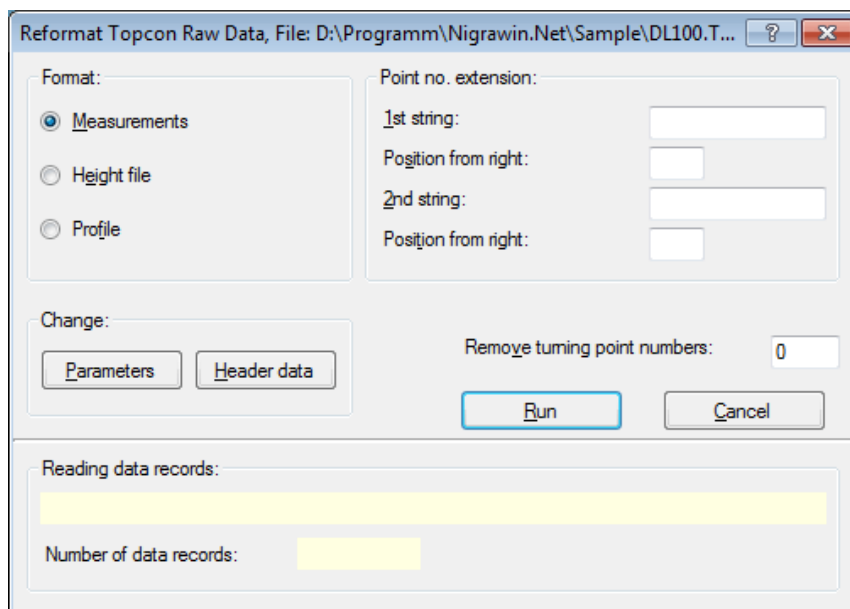 Reformat Topcon Raw Data, File: D:\Programm\Nigrawin.Net\Sample\DL100.T...
Format:
Measurements
Height file
Profile
Point no. extension:
1st string:
Position from right:
2nd string:
Position from right:
Change:
Parameters
Header data
Remove turning point numbers:
0
Run
Cancel
Reading data records:
Number of data records: